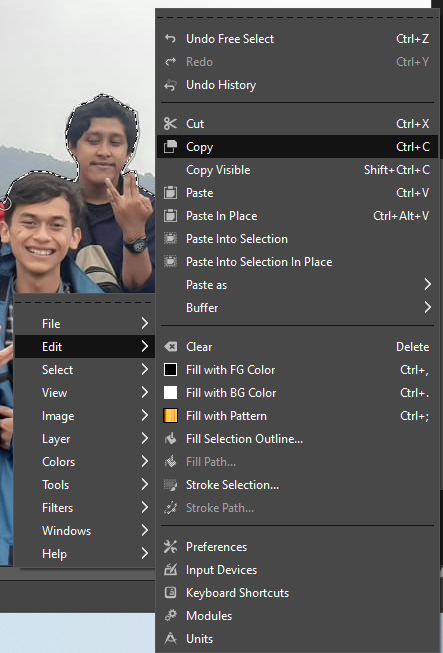 Undo Free Select Ctrl+Z
Redo Ctrl+Y
Undo History
Cut Ctrl+X
Copy Ctrl+C
Copy Visible Shift+Ctrl+C
Paste Ctrl+V
Paste In Place Ctrl+Alt+V
Paste Into Selection
Paste Into Selection In Place
Paste as
Buffer
Clear Delete
Fill with FG Color Ctrl+,
Fill with BG Color Ctrl+.
Fill with Pattern Ctrl+;
Fill Selection Outline...
Fill Path...
Stroke Selection...
Stroke Path...
Preferences
Input Devices
Keyboard Shortcuts
Modules
Units
File
Edit
Select
View
Image
Layer
Colors
Tools
Filters
Windows
Help